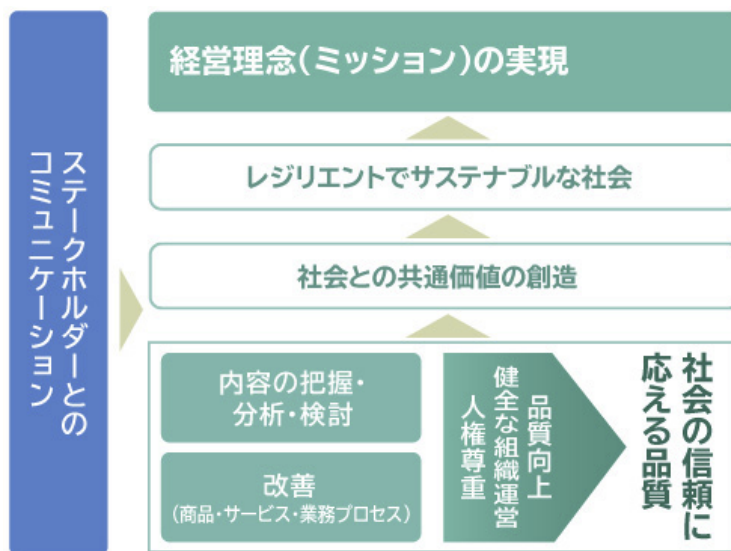 ステークホルダーとの
コミュニケーション
経営理念(ミッション)の実現
レジリエントでサステナブルな社会
社会との共通価値の創造
内容の把握・
分析・検討
改善
(商品・サービス・業務プロセス)
品質向上
健全な組織運営
人権尊重
社会の信頼に
応える品質